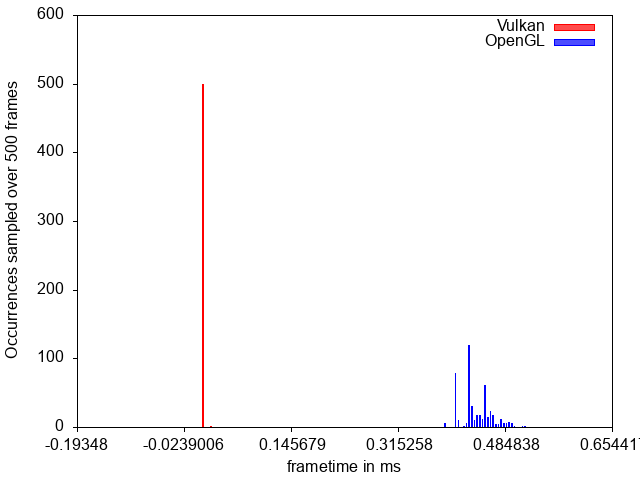 600
500
400
300
200
100
0
Occurrences sampled over 500 frames
Vulkan
OpenGL
-0.19348 -0.0239006 0.145679 0.315258 0.484838 0.654417
frametime in ms